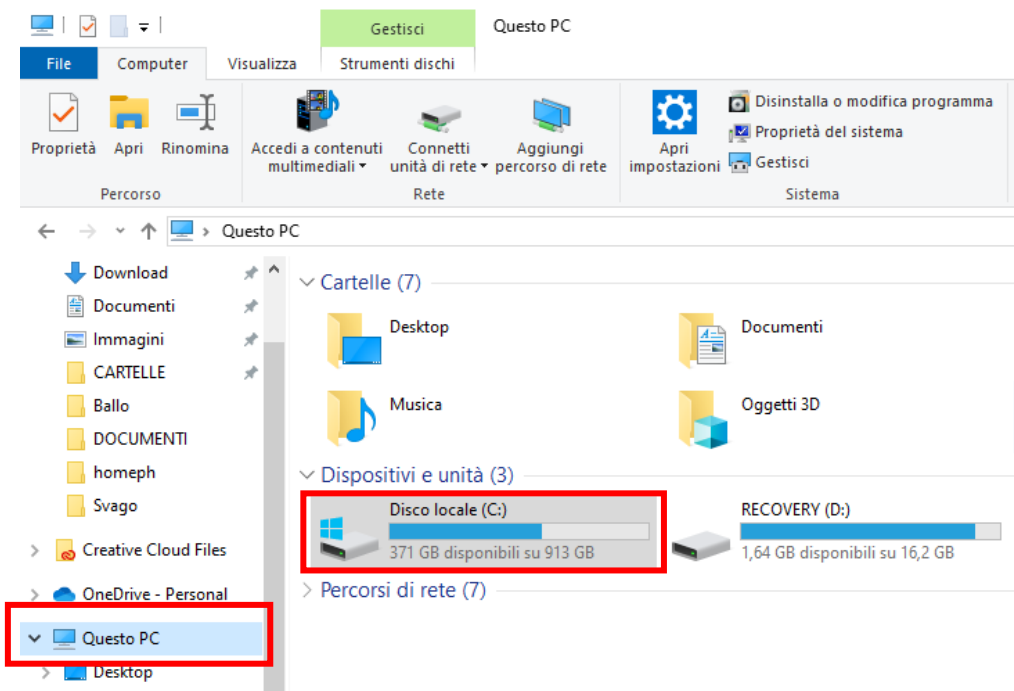 Gestisci
Questo PC
File
Computer
Visualizza
Strumenti dischi
Proprietà
Apri
Rinomina
Accedi a contenuti
multimediali
Connetti
unità di rete
Aggiungi
percorso di rete
Apri
impostazioni
Disinstalla o modifica programma
Proprietà del sistema
Gestisci
Percorso
Rete
Sistema
Questo PC
Download
Documenti
Immagini
CARTELLE
Ballo
DOCUMENTI
homeph
Svago
Creative Cloud Files
OneDrive - Personal
Questo PC
Desktop
Cartelle (7)
Desktop
Documenti
Musica
Oggetti 3D
Dispositivi e unità (3)
Disco locale (C:)
371 GB disponibili su 913 GB
RECOVERY (D:)
1,64 GB disponibili su 16,2 GB
Percorsi di rete (7)